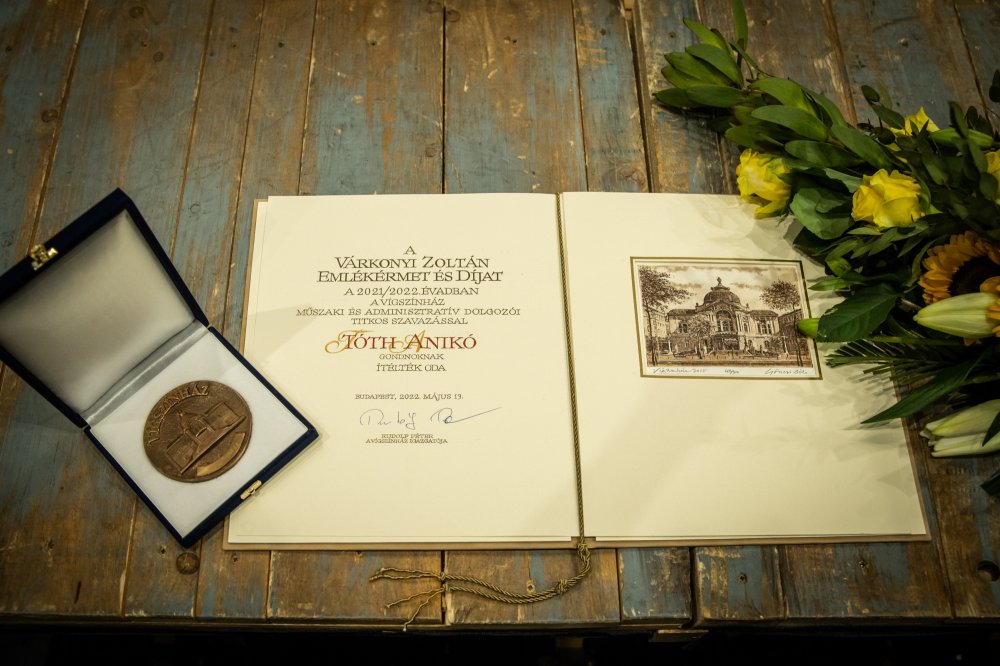 VÍGSZÍNHÁZ
A
VÁRKONYI ZOLTÁN
EMLÉKÉRMET ÉS DÍJAT
A 2021/2022. ÉVADBAN
A VÍGSZÍNHÁZ
MŰSZAKI ÉS ADMINISZTRATÍV DOLGOZÓI
TITKOS SZAVAZÁSSAL
TÓTH ANIKÓ
GONDNOKNAK
ÍTÉLTÉK ODA
BUDAPEST, 2022. MÁJUS 13.
RUDOLF PÉTER
A VÍGSZÍNHÁZ IGAZGATÓJA